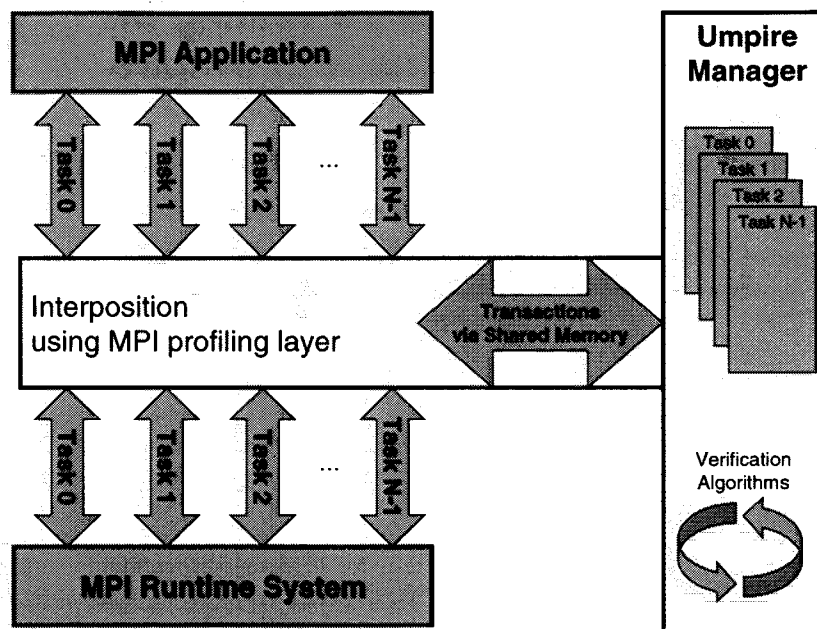 MPI Application
Task 0
Task 1
Task 2
...
Task N-1
Interposition
using MPI profiling layer
Transactions
via Shared Memory
Task 0
Task 1
Task 2
...
Task N-1
MPI Runtime System
Umpire
Manager
Task 0
Task 1
Task 2
Task N-1
Verification
Algorithms